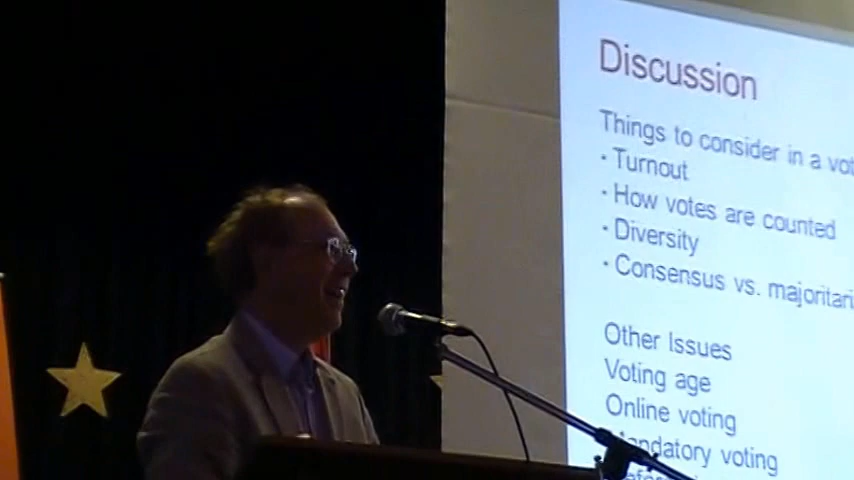 Discussion
Things to consider in a vot
• Turnout
• How votes are counted
• Diversity
• Consensus vs. majoritari
Other Issues
Voting age
Online voting
Mandatory voting